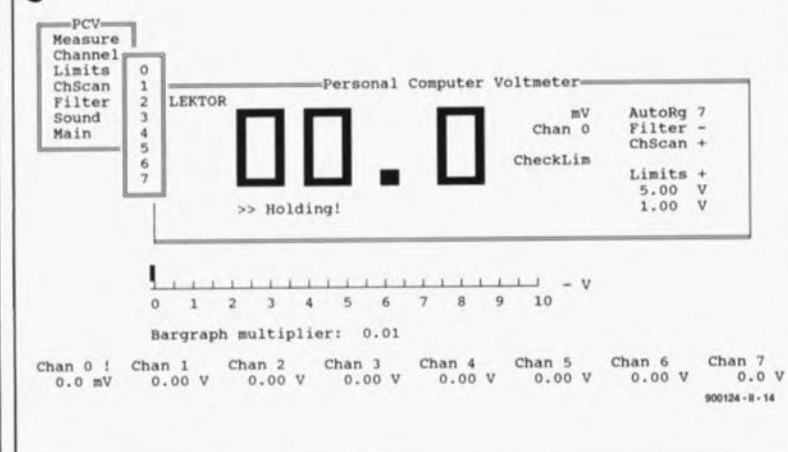 PCV
Measure
Channel
Limits
ChScan
Filter
Sound
Main
0
1
2
3
4
5
6
7
Personal Computer Voltmeter
LEKTOR
00.0
mV
Chan 0
CheckLim
AutoRg 7
Filter -
ChScan +
Limits +
5.00 V
1.00 V
>> Holding!
0 1 2 3 4 5 6 7 8 9 10 - V
Bargraph multiplier: 0.01
Chan 0 ! Chan 1 Chan 2 Chan 3 Chan 4 Chan 5 Chan 6 Chan 7
0.0 mV 0.00 V 0.00 V 0.00 V 0.00 V 0.00 V 0.00 V 0.0 V
900124 - II - 14